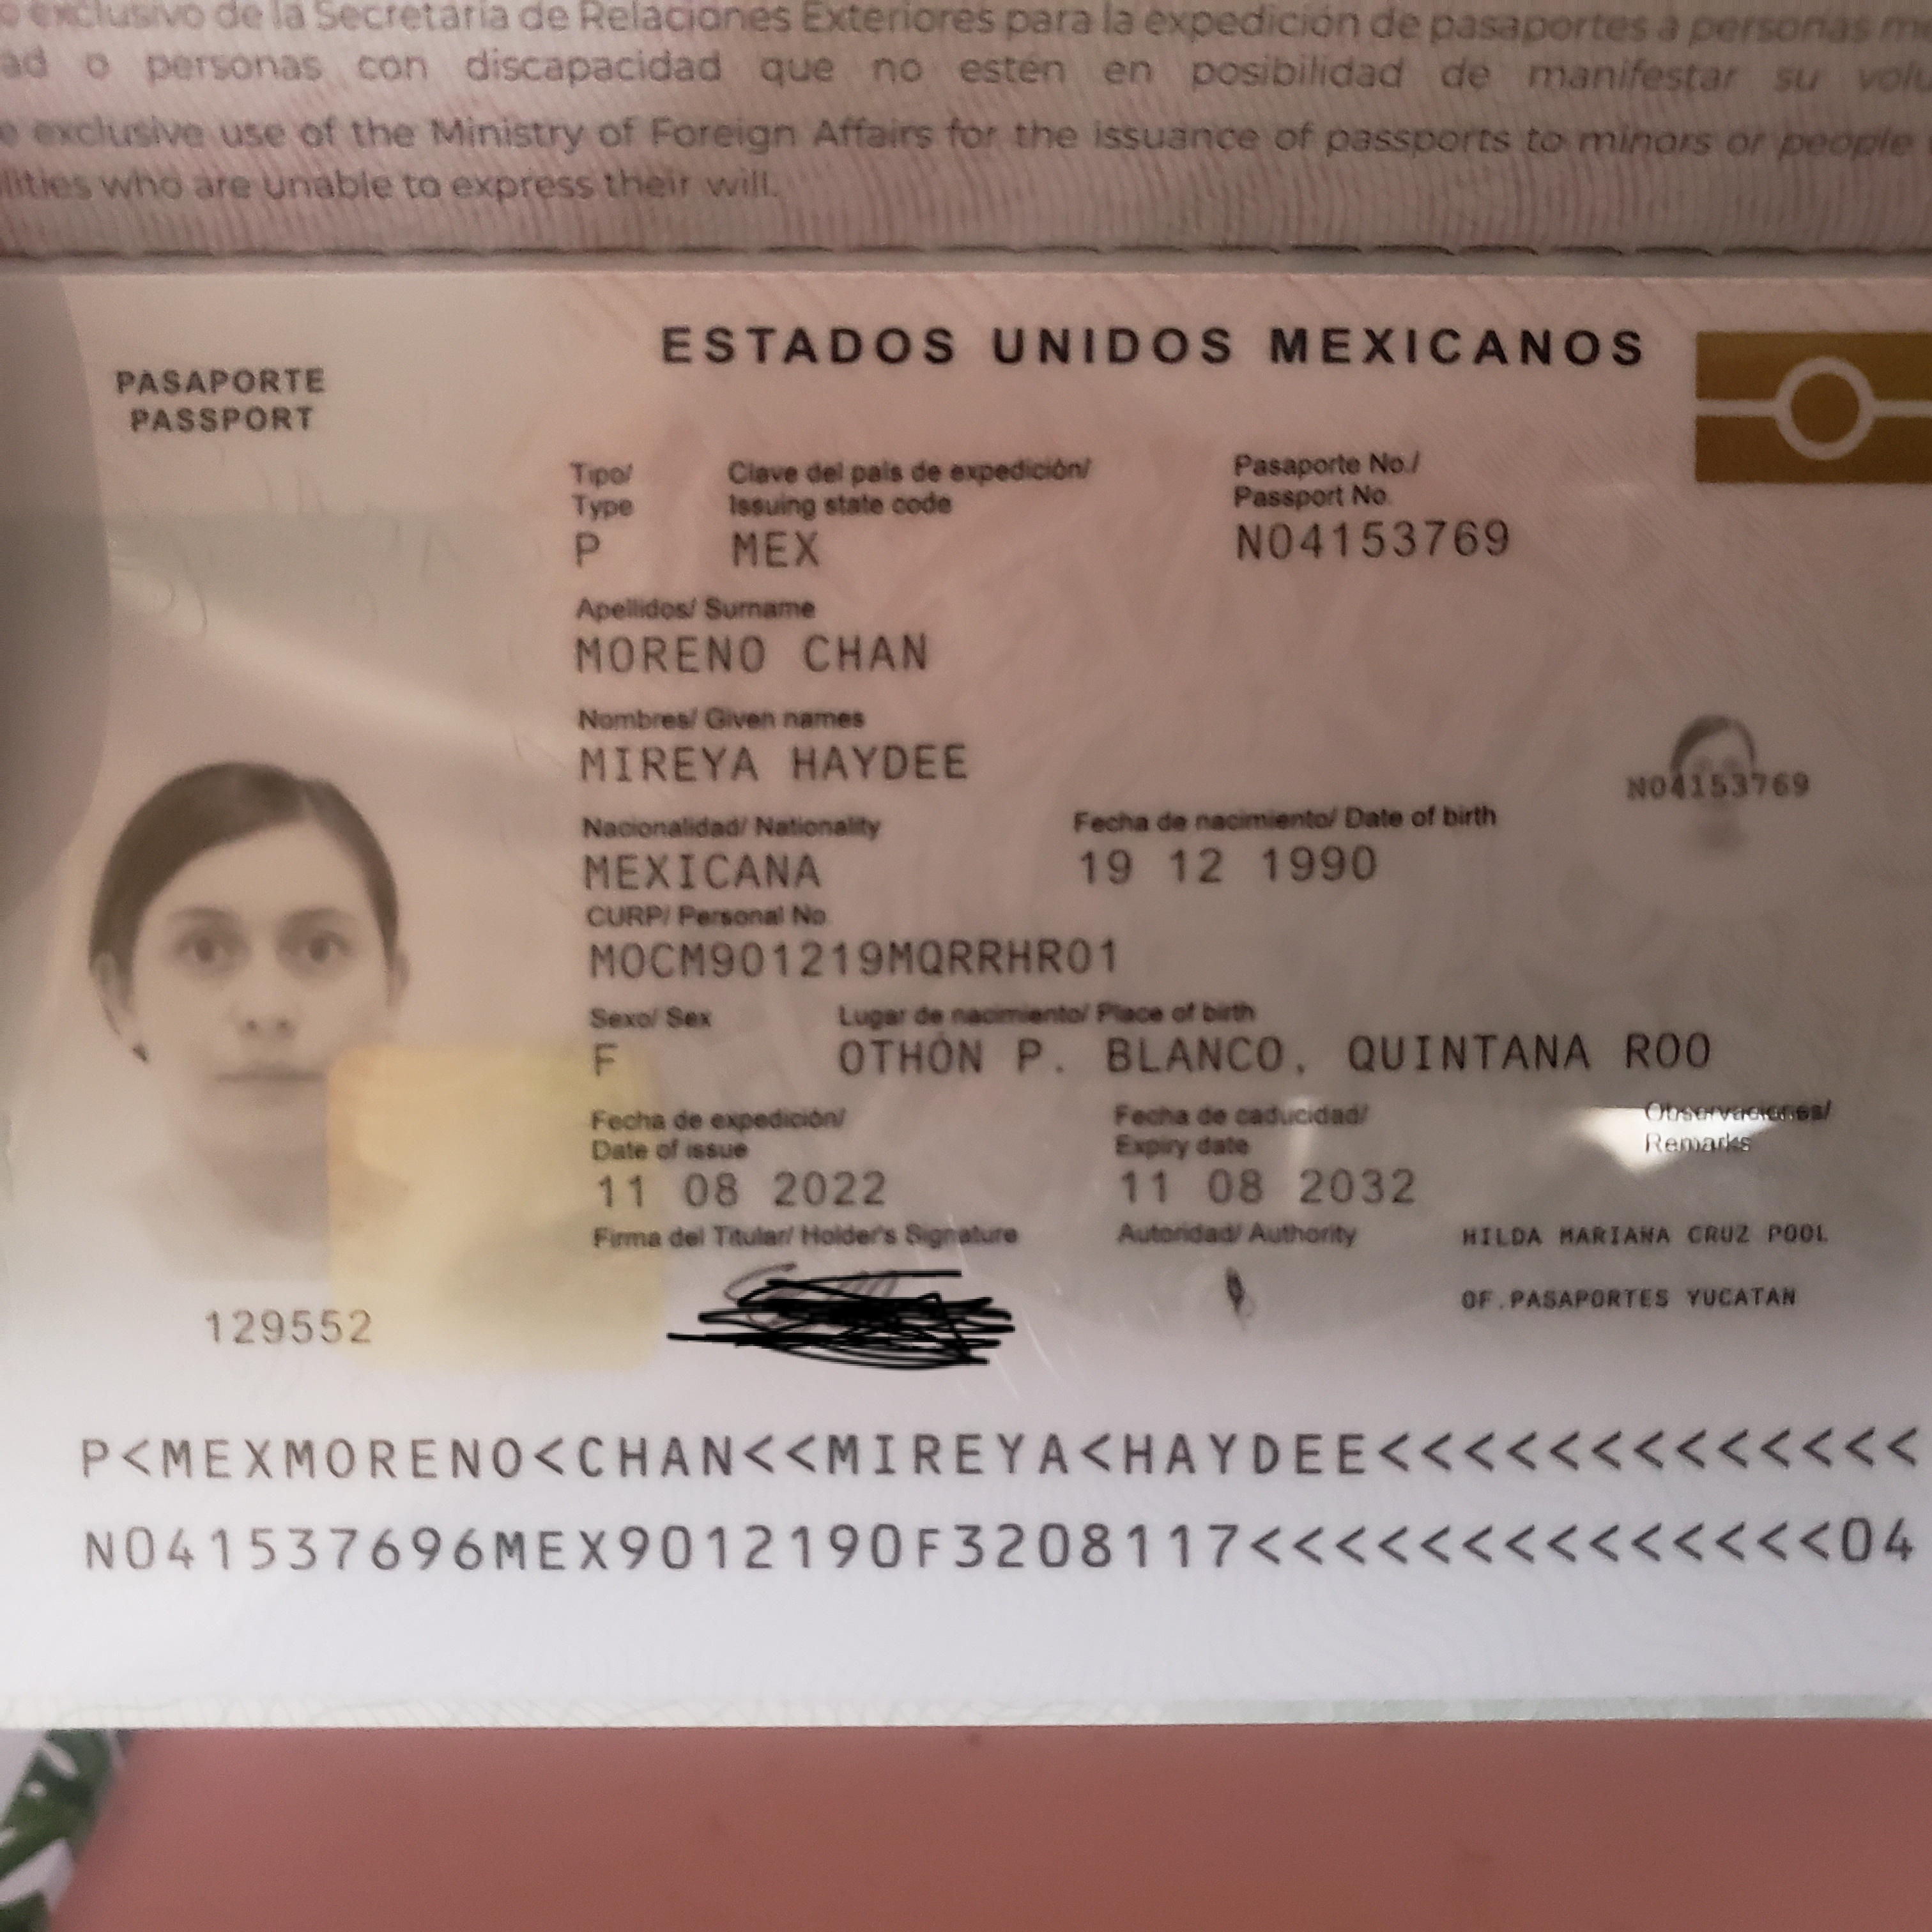 exclusivo de la Secretaría de Relaciones Exteriores para la expedición de pasaportes a personas
o personas con discapacidad que no estén en posibilidad de manifestar su
exclusive use of the Ministry of Foreign Affairs for the issuance of passports to minors or people
who are unable to express their will.
ESTADOS UNIDOS MEXICANOS
PASAPORTE
PASSPORT
Tipo/ Clave del país de expedición/ Pasaporte No./
Type Issuing state code Passport No.
P MEX N04153769
Apellidos/ Surname
MORENO CHAN
Nombres/ Given names
MIREYA HAYDEE
N04153769
Nacionalidad/ Nationality Fecha de nacimiento/ Date of birth
MEXICANA 19 12 1990
CURP/ Personal No.
MOCM901219MQRRHR01
Sexo/ Sex Lugar de nacimiento/ Place of birth
F OTHÓN P. BLANCO, QUINTANA ROO
Fecha de expedición/ Fecha de caducidad/ Observaciones/
Date of issue Expiry date Remarks
11 08 2022 11 08 2032
Firma del Titular/ Holder's Signature Autoridad/ Authority HILDA MARIANA CRUZ POOL
OF.PASAPORTES YUCATAN
129552
P<MEXMORENO<CHAN<<MIREYA<HAYDEE<<<<<<<<<<<<<
N041537696MEX9012190F3208117<<<<<<<<<<<<<<04